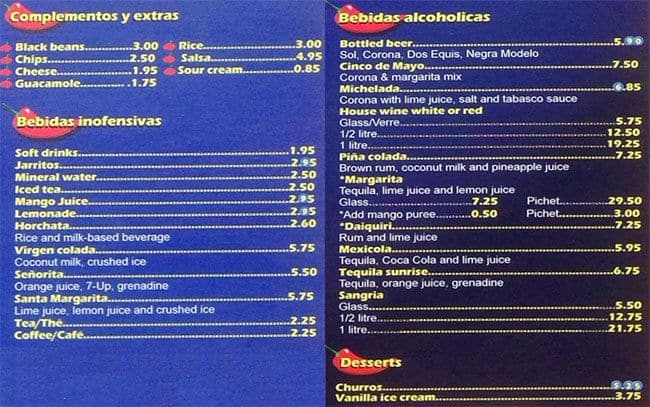 Complementos y extras
Black beans..................3.00
Chips..........................2.50
Cheese.......................1.95
Guacamole.................. .1.75
Rice...........................3.00
Salsa..........................4.95
Sour cream................0.85
Bebidas inofensivas
Soft drinks....................................................1.95
Jarritos........................................................2.95
Mineral water..............................................2.50
Iced tea.......................................................2.50
Mango Juice................................................2.95
Lemonade....................................................2.95
Horchata.....................................................2.60
Rice and milk-based beverage
Virgen colada...............................................5.75
Coconut milk, crushed ice
Señorita.......................................................5.50
Orange juice, 7-Up, grenadine
Santa Margarita...........................................5.75
Lime juice, lemon juice and crushed ice
Tea/Thé.......................................................2.25
Coffee/Café.................................................2.25
Bebidas alcoholicas
Bottled beer................................................5.90
Sol, Corona, Dos Equis, Negra Modelo
Cinco de Mayo............................................7.50
Corona & margarita mix
Michelada...................................................6.85
Corona with lime juice, salt and tabasco sauce
House wine white or red
Glass/Verre.................................................5.75
1/2 litre.......................................................12.50
1 litre..........................................................19.25
Piña colada.................................................7.25
Brown rum, coconut milk and pineapple juice
*Margarita
Tequila, lime juice and lemon juice
Glass....................7.25 Pichet................29.50
*Add mango puree.....0.50 Pichet................3.00
*Daiquiri.....................................................7.25
Rum and lime juice
Mexicola.....................................................5.95
Tequila, Coca Cola and lime juice
Tequila sunrise...........................................6.75
Tequila, orange juice, grenadine
Sangria
Glass..........................................................5.50
1/2 litre.......................................................12.75
1 litre..........................................................21.75
Desserts
Churros......................................................5.25
Vanilla ice cream........................................3.75